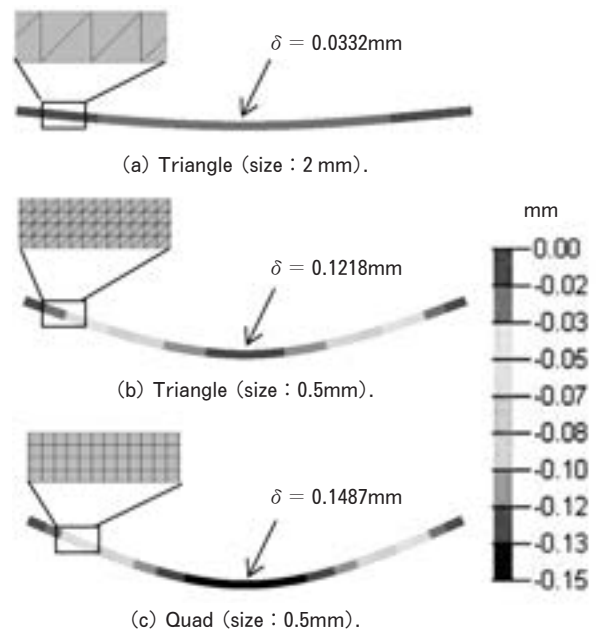 δ = 0.0332mm
(a) Triangle (size : 2 mm).
δ = 0.1218mm
(b) Triangle (size : 0.5mm).
δ = 0.1487mm
(c) Quad (size : 0.5mm).
mm
0.00
-0.02
-0.03
-0.05
-0.07
-0.08
-0.10
-0.12
-0.13
-0.15